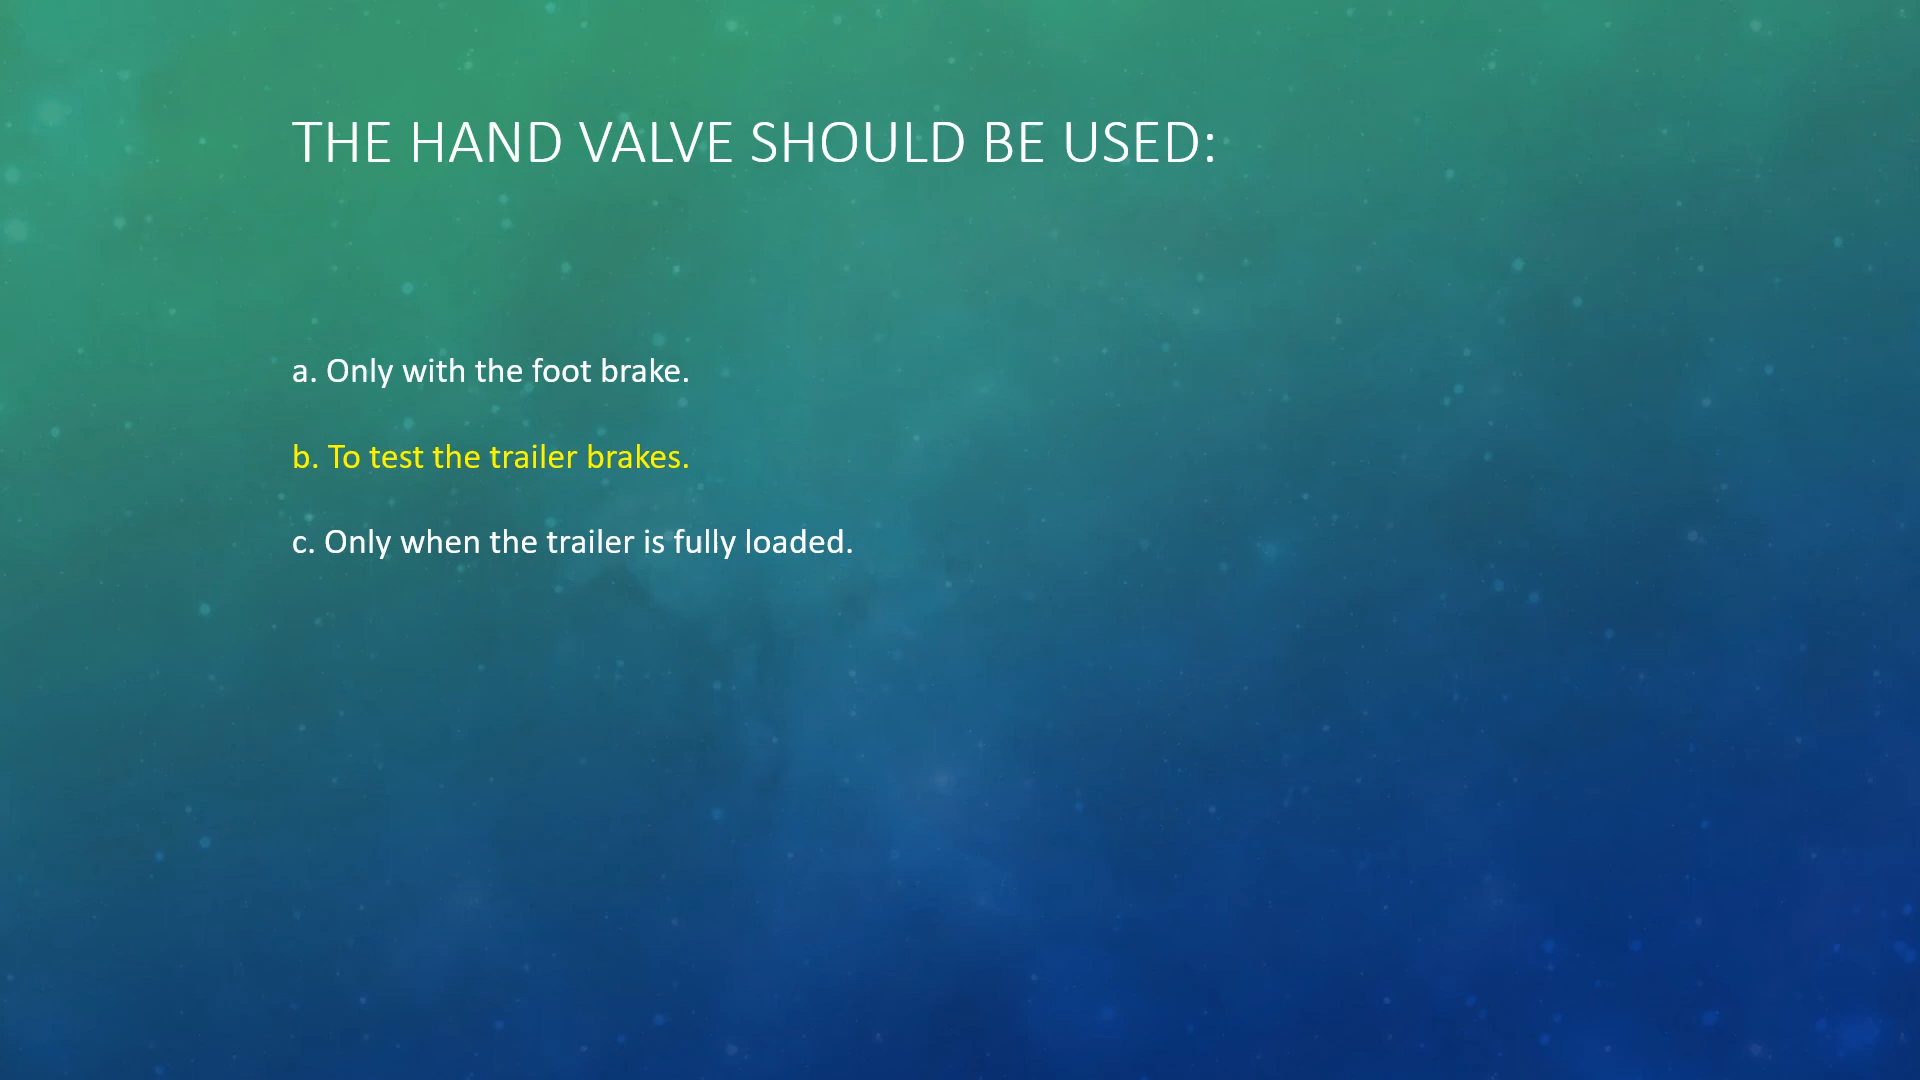 THE HAND VALVE SHOULD BE USED:
a. Only with the foot brake.
b. To test the trailer brakes.
c. Only when the trailer is fully loaded.